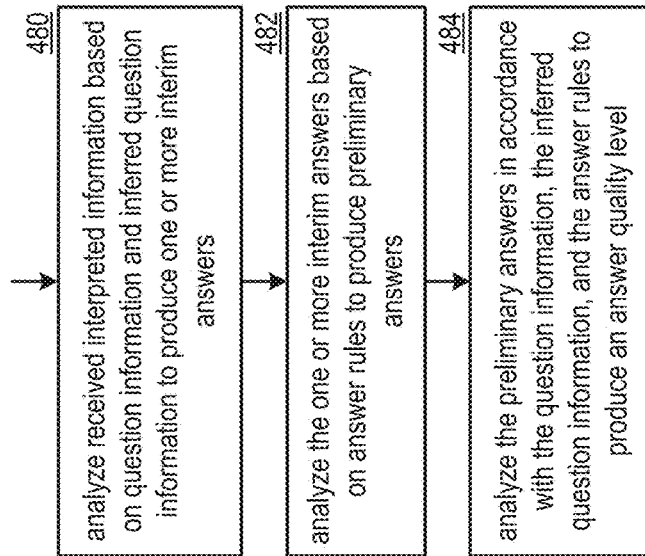 480
analyze received interpreted information based
on question information and inferred question
information to produce one or more interim
answers
482
analyze the one or more interim answers based
on answer rules to produce preliminary
answers
484
analyze the preliminary answers in accordance
with the question information, the inferred
question information, and the answer rules to
produce an answer quality level